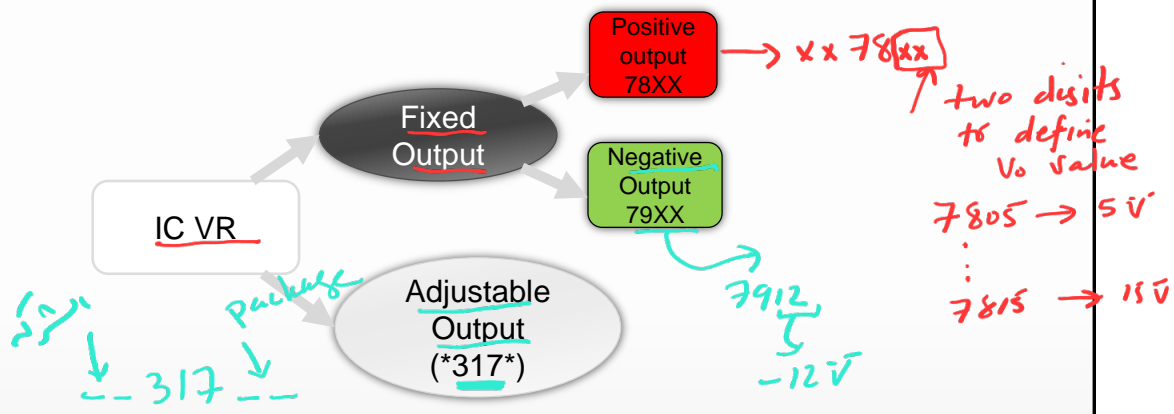 Positive
output
78XX
xx 78xx
two digits
to define
Vo value
Fixed
Output
Negative
Output
79XX
7805 → 5V
7815 → 15V
IC VR
package
Adjustable
Output
(*317*)
7912
-12V
-- 317 --